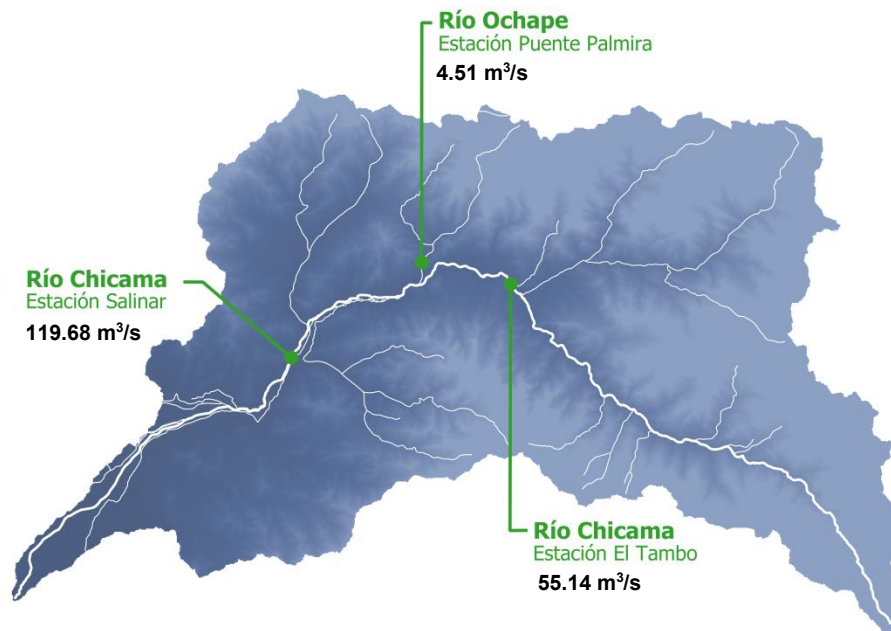 Río Ochape
Estación Puente Palmira
4.51 m³/s
Río Chicama
Estación Salinar
119.68 m³/s
Río Chicama
Estación El Tambo
55.14 m³/s